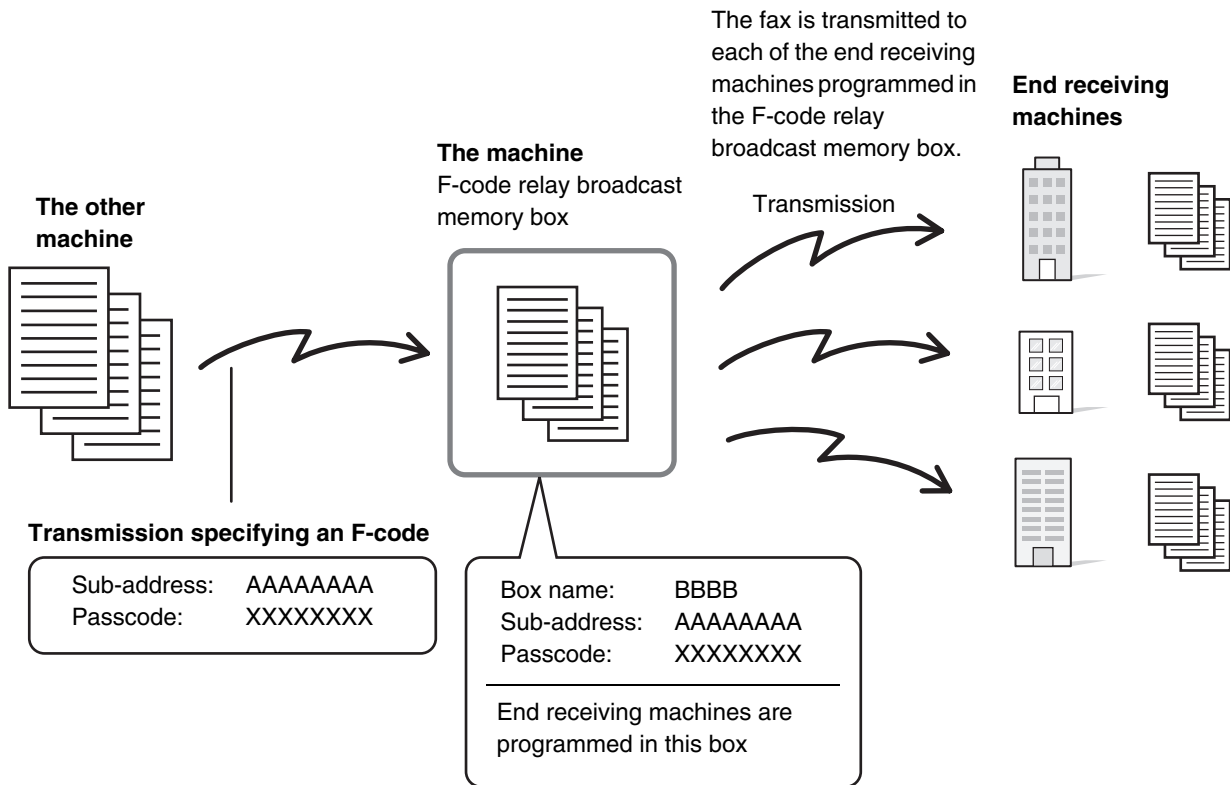 The other
machine
Transmission specifying an F-code
Sub-address: AAAAAAAA
Passcode: XXXXXXXX
The machine
F-code relay broadcast
memory box
Box name: BBBB
Sub-address: AAAAAAAA
Passcode: XXXXXXXX
End receiving machines are
programmed in this box
The fax is transmitted to
each of the end receiving
machines programmed in
the F-code relay
broadcast memory box.
Transmission
End receiving
machines